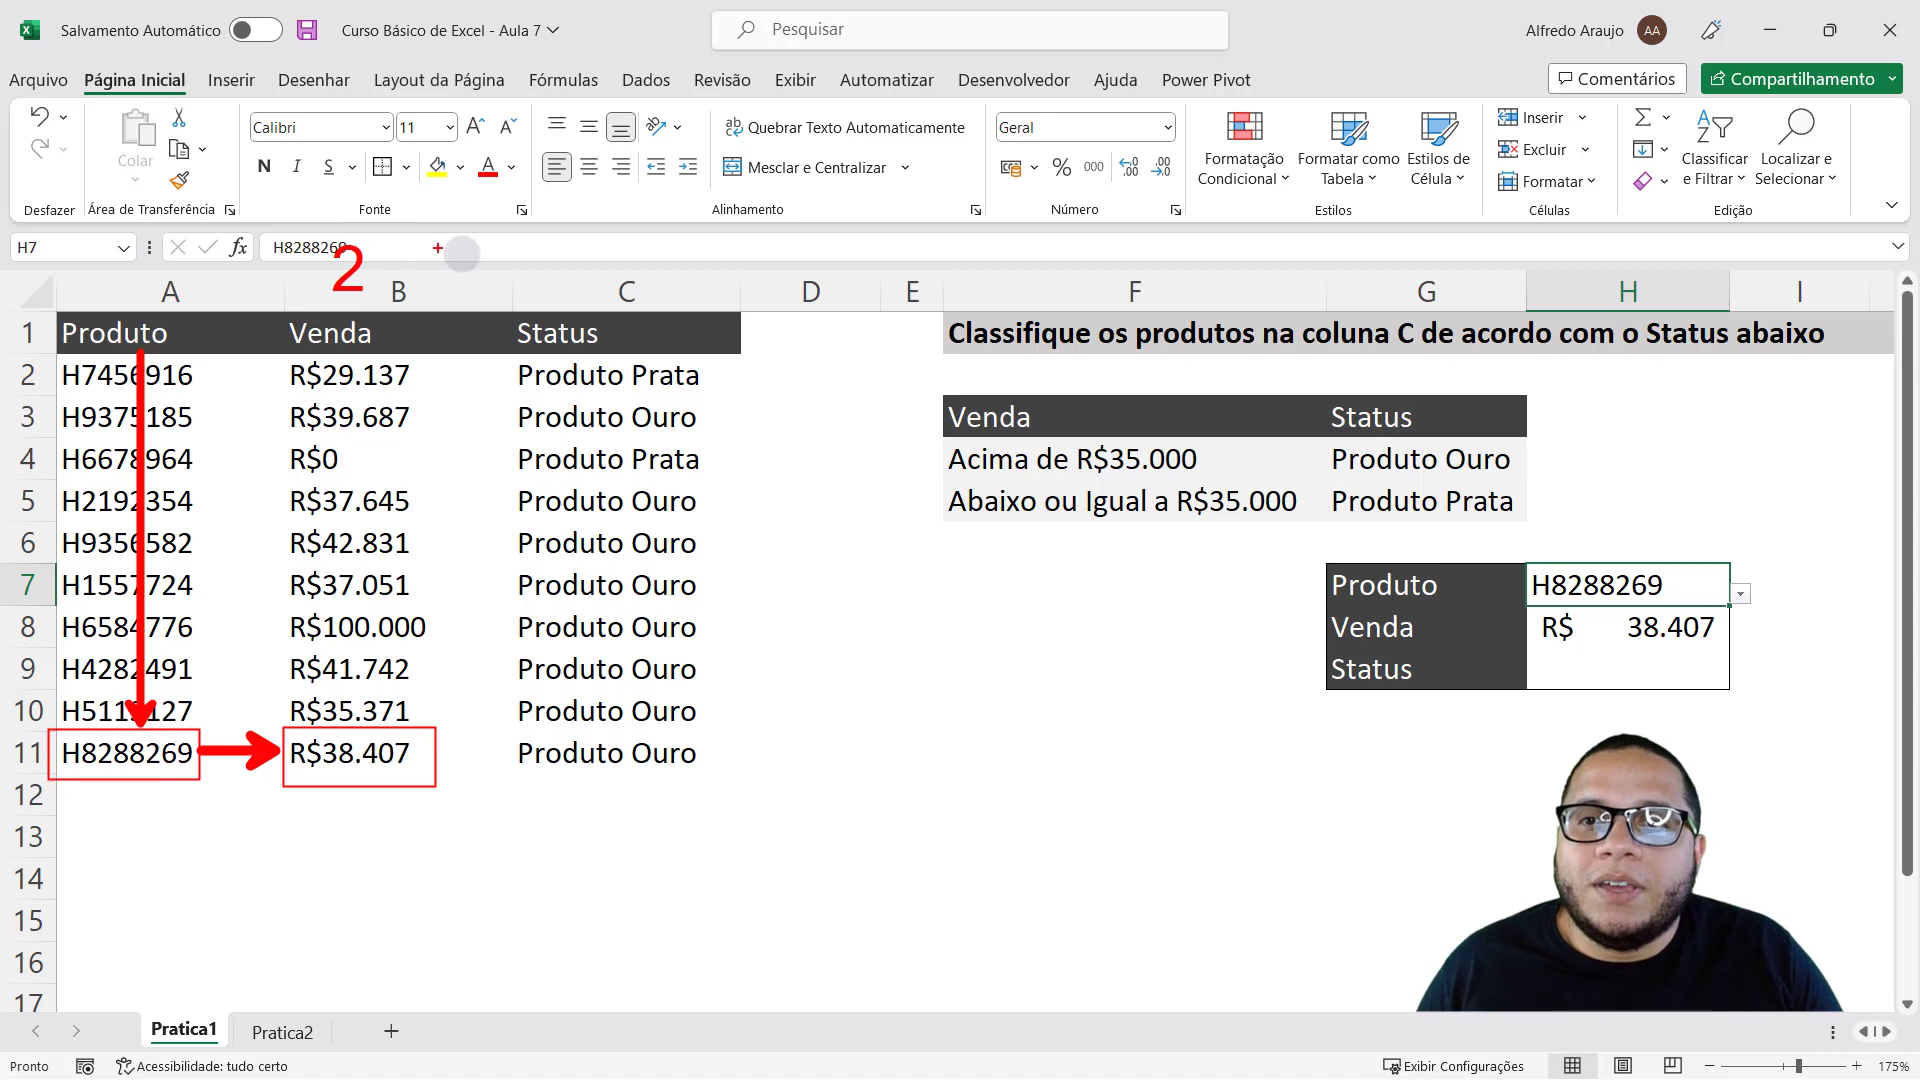 Salvamento Automático
Curso Básico de Excel - Aula 7
Pesquisar
Alfredo Araujo
AA
Arquivo
Página Inicial
Inserir
Desenhar
Layout da Página
Fórmulas
Dados
Revisão
Exibir
Automatizar
Desenvolvedor
Ajuda
Power Pivot
Comentários
Compartilhamento
Colar
Calibri
11
N I S
Quebrar Texto Automaticamente
Mesclar e Centralizar
Geral
% 000
Formatação Condicional
Formatar como Tabela
Estilos de Célula
Inserir
Excluir
Formatar
Classificar e Filtrar
Localizar e Selecionar
Desfazer
Área de Transferência
Fonte
Alinhamento
Número
Estilos
Células
Edição
H7
fx
H8288269
2
A B C D E F G H I
1 Produto Venda Status Classifique os produtos na coluna C de acordo com o Status abaixo
2 H7456916 R$29.137 Produto Prata
3 H9375185 R$39.687 Produto Ouro Venda Status
4 H6678964 R$0 Produto Prata Acima de R$35.000 Produto Ouro
5 H2192354 R$37.645 Produto Ouro Abaixo ou Igual a R$35.000 Produto Prata
6 H9356582 R$42.831 Produto Ouro
7 H1557724 R$37.051 Produto Ouro Produto H8288269
8 H6584776 R$100.000 Produto Ouro Venda R$ 38.407
9 H4282491 R$41.742 Produto Ouro Status
10 R$35.371 Produto Ouro
11 H8288269 R$38.407 Produto Ouro
12
13
14
15
16
17
Pratica1
Pratica2
Pronto
Acessibilidade: tudo certo
Exibir Configurações
175%